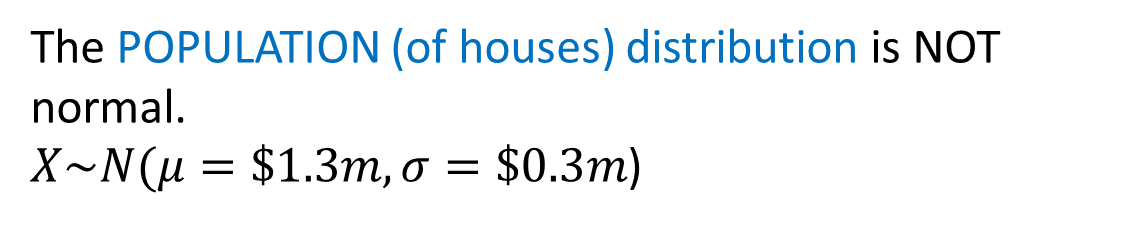 The POPULATION (of houses) distribution is NOT
normal.
𝑋~𝑁(𝜇 = $1.3𝑚, 𝜎 = $0.3𝑚)